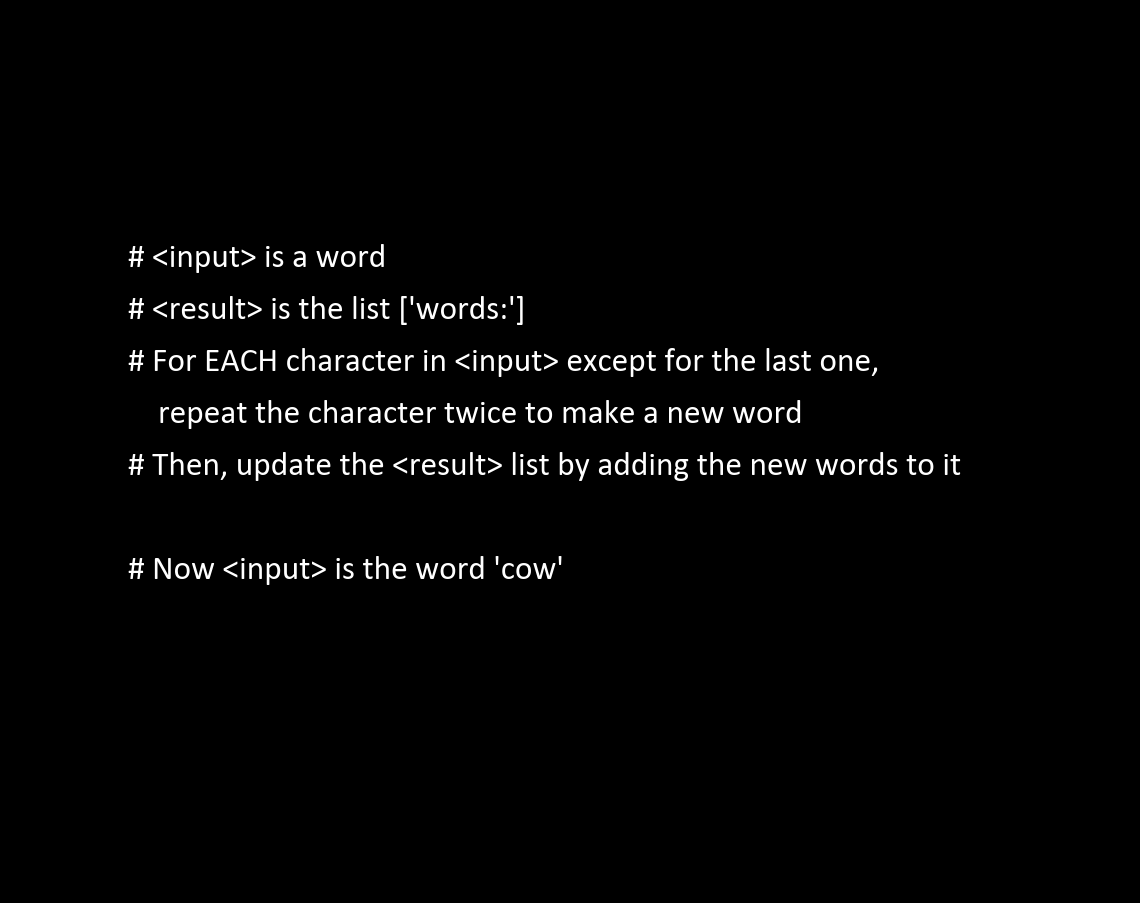 # <input> is a word
# <result> is the list ['words:']
# For EACH character in <input> except for the last one,
repeat the character twice to make a new word
# Then, update the <result> list by adding the new words to it
# Now <input> is the word 'cow'